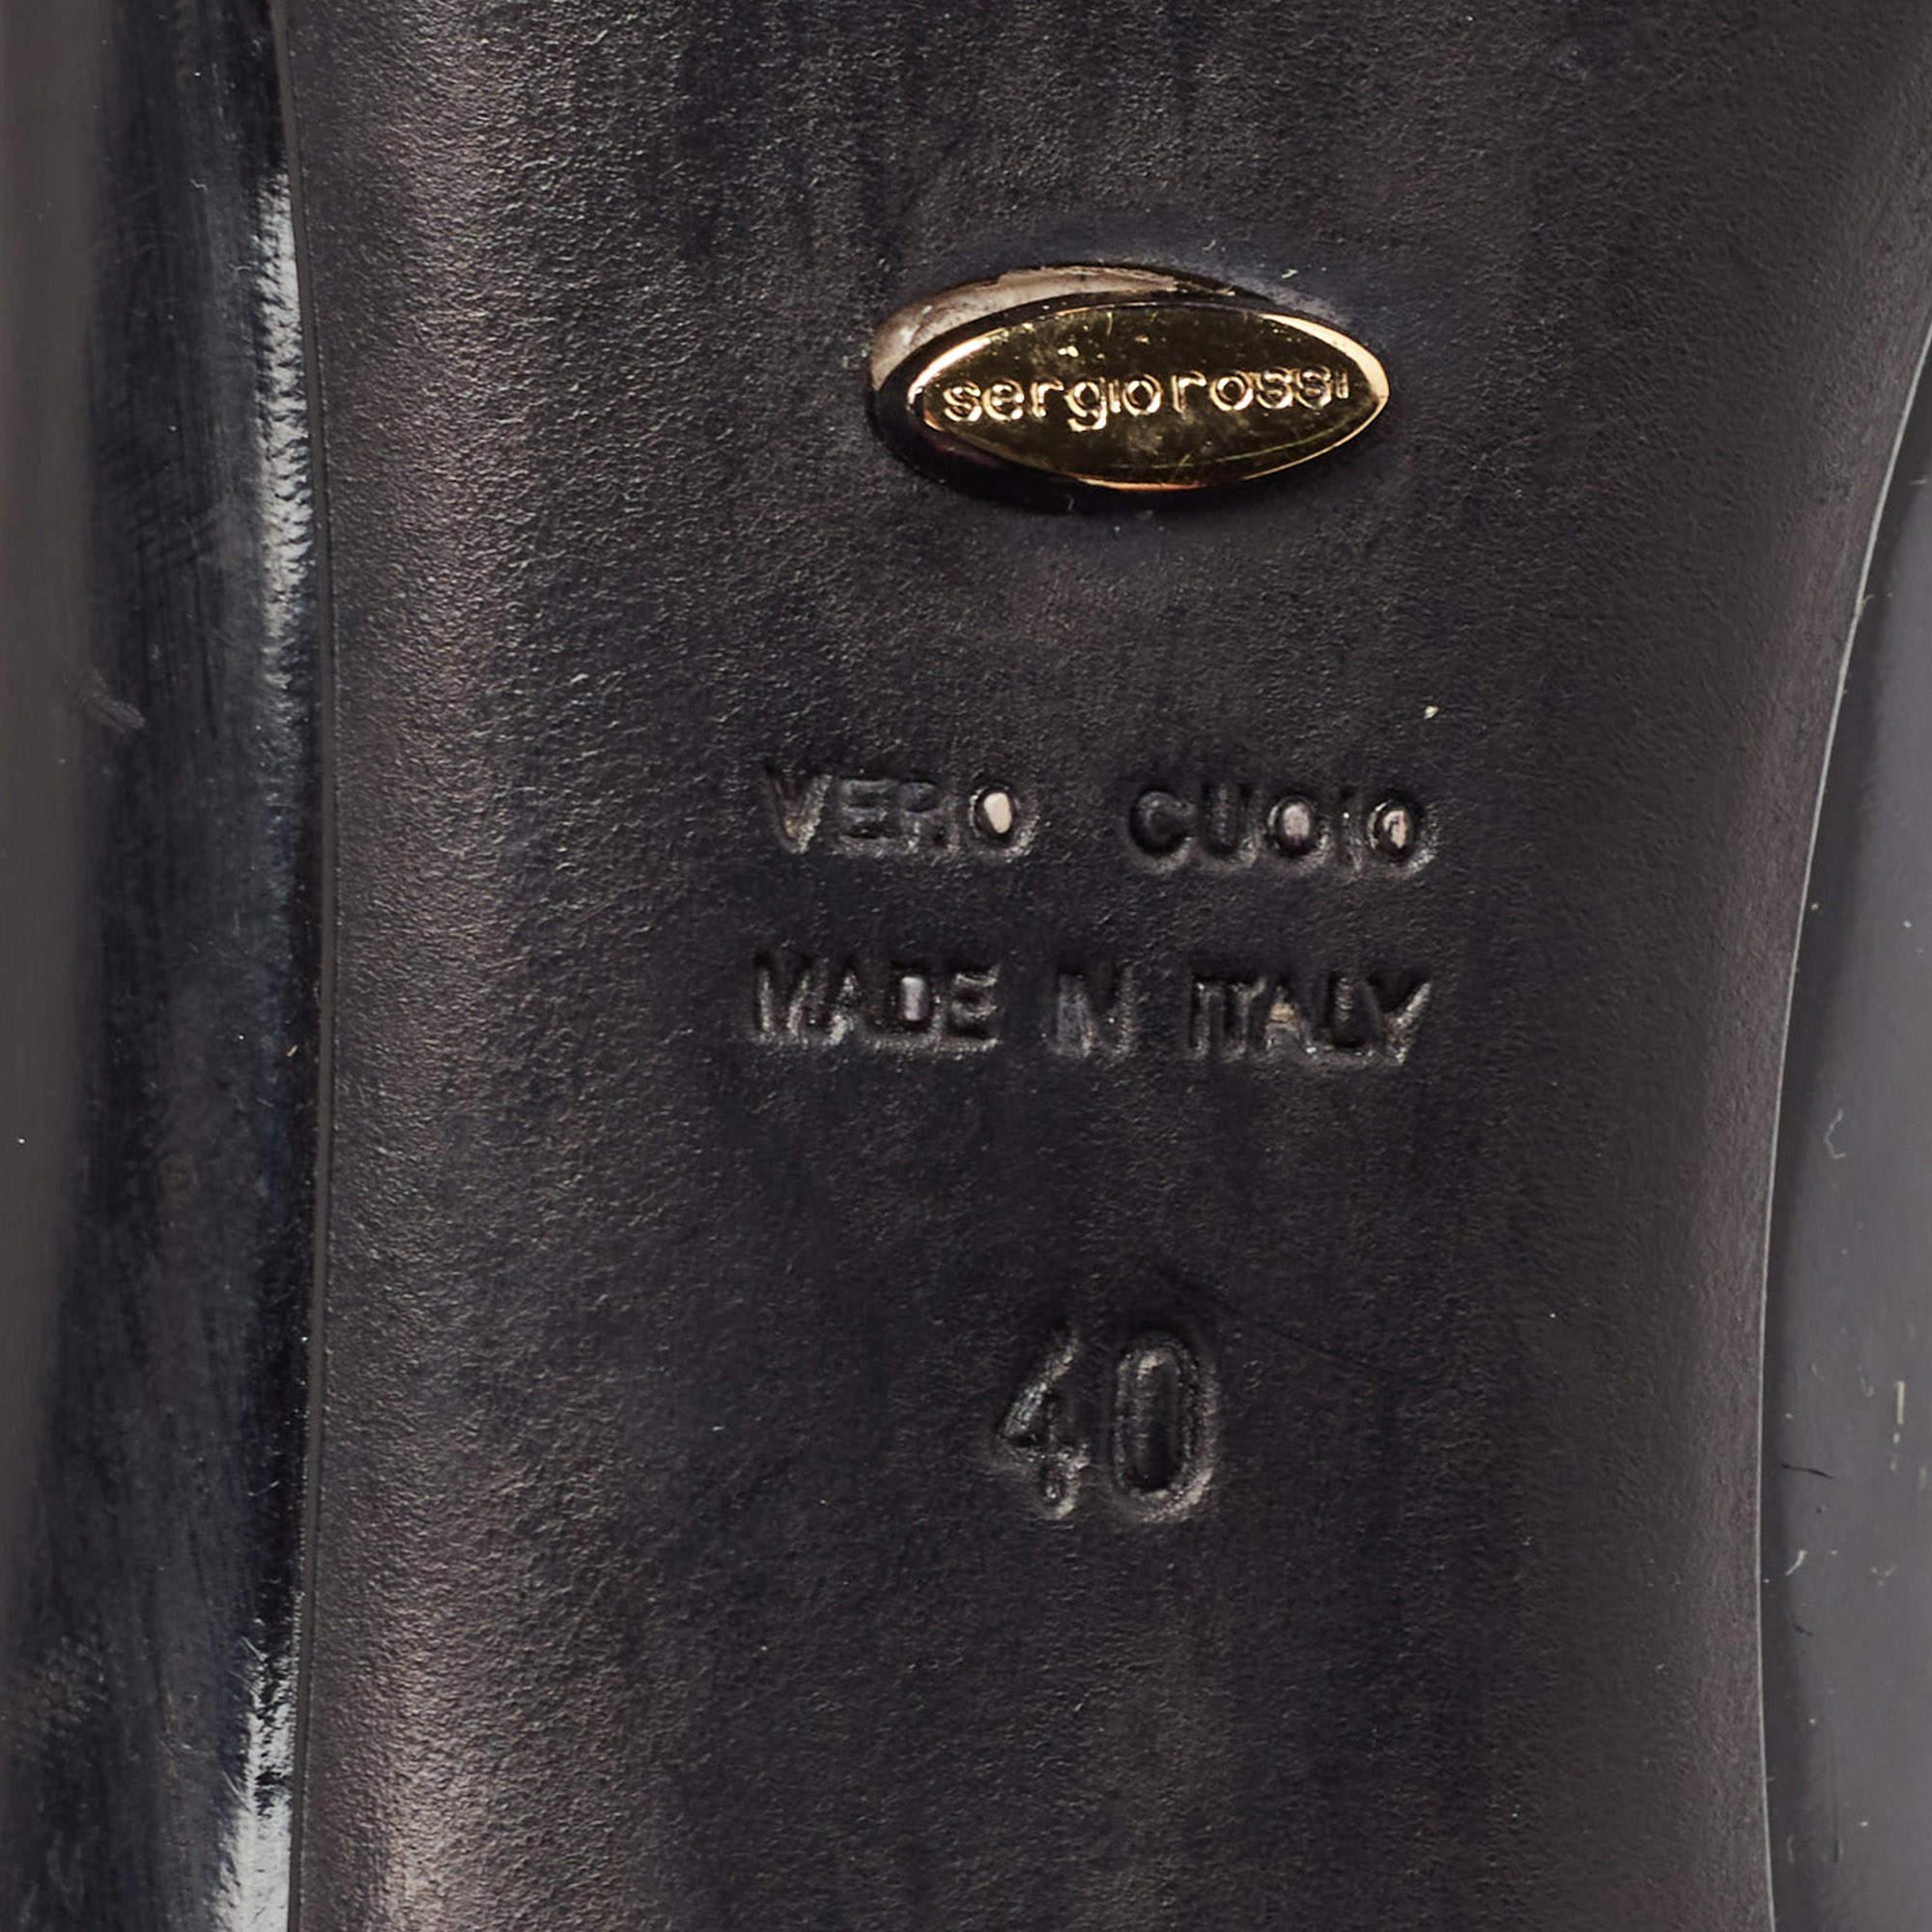 sergio rossi
VERO CUOIO
MADE IN ITALY
40